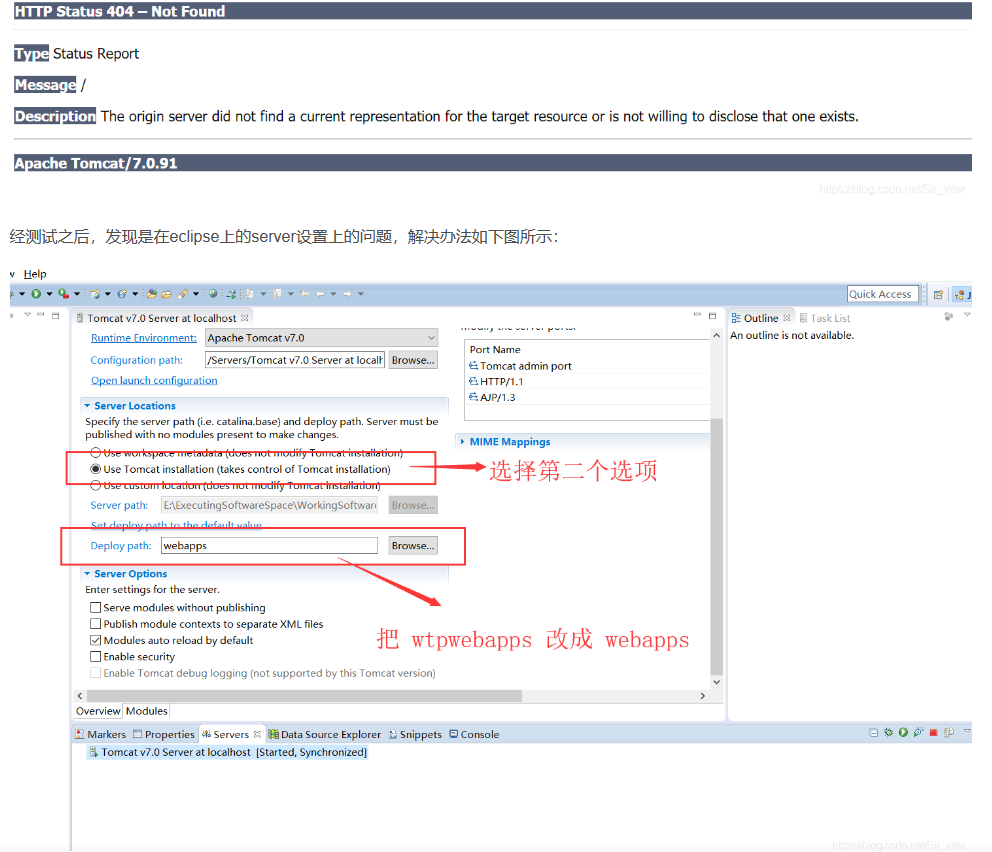 HTTP Status 404 – Not Found
Type Status Report
Message /
Description The origin server did not find a current representation for the target resource or is not willing to disclose that one exists.
Apache Tomcat/7.0.91
https://blog.csdn.net/Sir_viter
经测试之后，发现是在eclipse上的server设置上的问题，解决办法如下图所示：
v Help
Quick Access
Tomcat v7.0 Server at localhost
Outline
Task List
An outline is not available.
Runtime Environment:
Apache Tomcat v7.0
Configuration path:
/Servers/Tomcat v7.0 Server at localh
Browse...
Open launch configuration
Modify the server ports.
Port Name
Tomcat admin port
HTTP/1.1
AJP/1.3
MIME Mappings
Server Locations
Specify the server path (i.e. catalina.base) and deploy path. Server must be
published with no modules present to make changes.
Use workspace metadata (does not modify Tomcat installation)
Use Tomcat installation (takes control of Tomcat installation)
选择第二个选项
Use custom location (does not modify Tomcat installation)
Server path:
E:\ExecutingSoftwareSpace\WorkingSoftware
Browse...
Set deploy path to the default value
Deploy path:
webapps
Browse...
Server Options
Enter settings for the server.
Serve modules without publishing
Publish module contexts to separate XML files
Modules auto reload by default
Enable security
Enable Tomcat debug logging (not supported by this Tomcat version)
把 wtpwebapps 改成 webapps
Overview Modules
Markers Properties Servers Data Source Explorer Snippets Console
Tomcat v7.0 Server at localhost [Started, Synchronized]
https://blog.csdn.net/Sir_viter